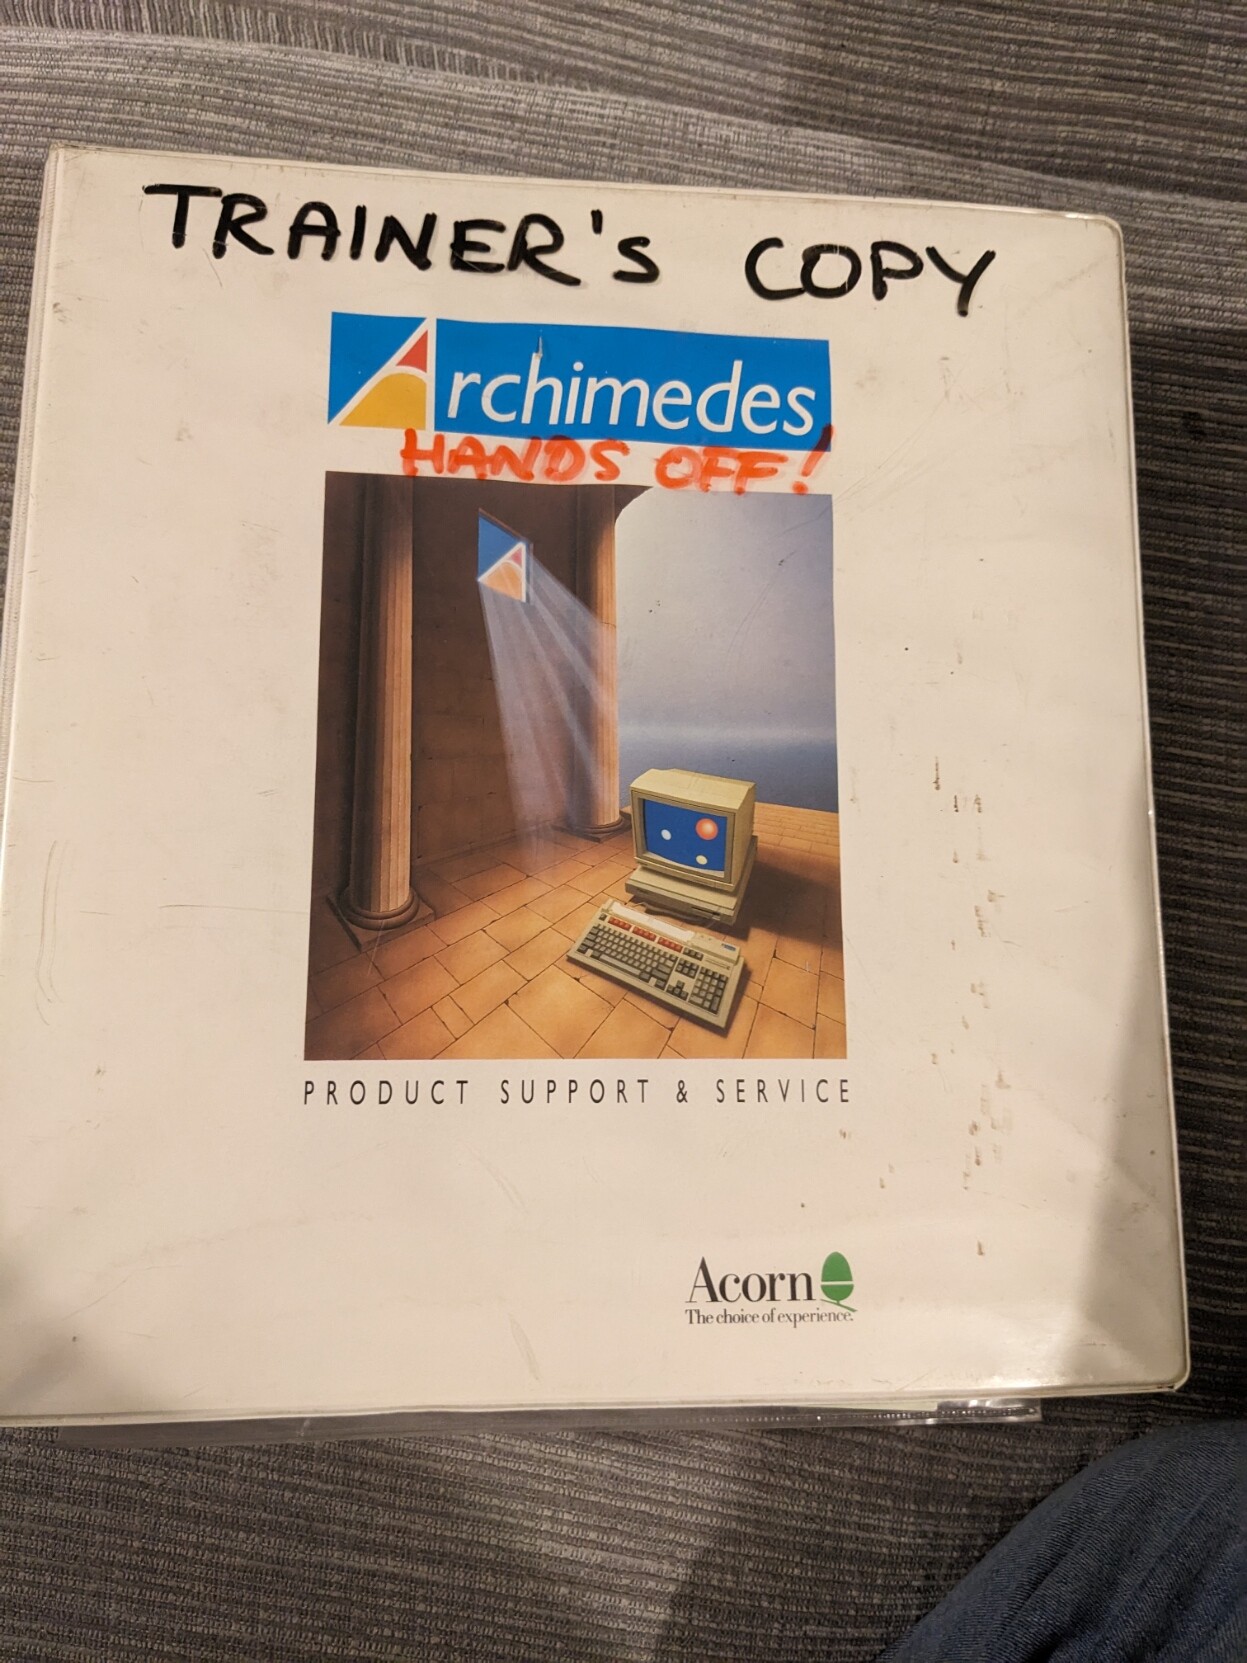 TRAINER's COPY
Archimedes
HANDS OFF!
PRODUCT SUPPORT & SERVICE
Acorn
The choice of experience.